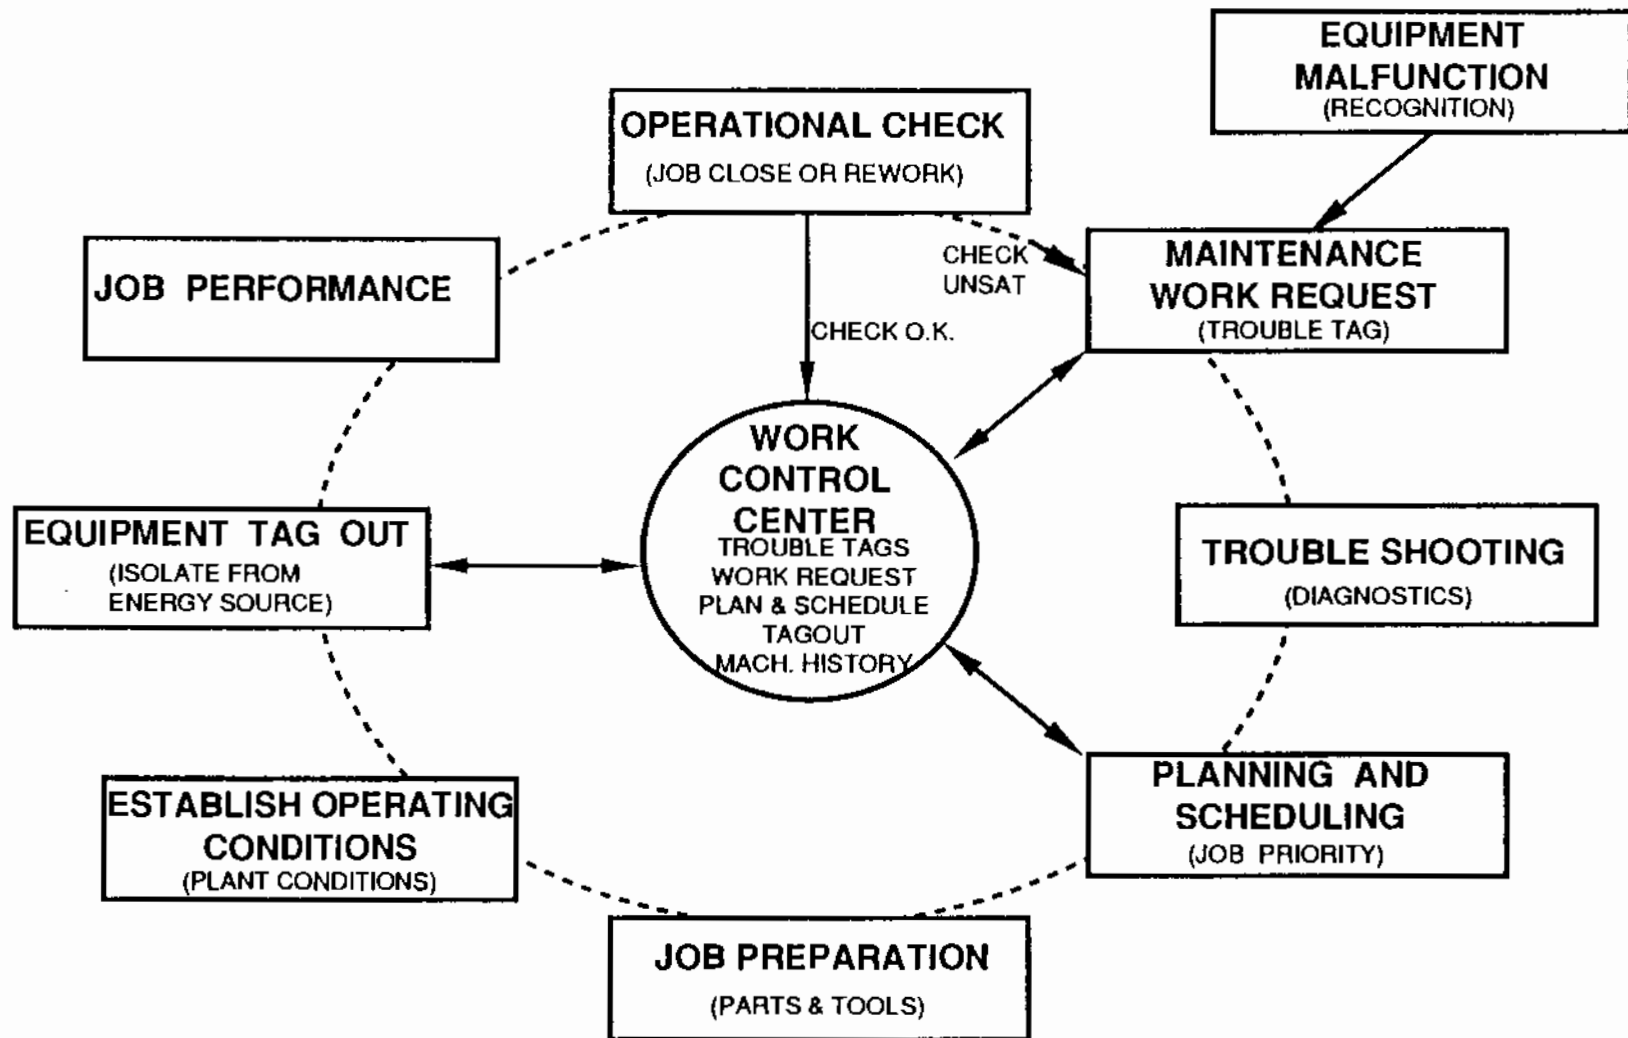 EQUIPMENT
MALFUNCTION
(RECOGNITION)
OPERATIONAL CHECK
(JOB CLOSE OR REWORK)
CHECK
UNSAT
MAINTENANCE
WORK REQUEST
(TROUBLE TAG)
JOB PERFORMANCE
CHECK O.K.
WORK
CONTROL
CENTER
TROUBLE TAGS
WORK REQUEST
PLAN & SCHEDULE
TAGOUT
MACH. HISTORY
EQUIPMENT TAG OUT
(ISOLATE FROM
ENERGY SOURCE)
TROUBLE SHOOTING
(DIAGNOSTICS)
ESTABLISH OPERATING
CONDITIONS
(PLANT CONDITIONS)
PLANNING AND
SCHEDULING
(JOB PRIORITY)
JOB PREPARATION
(PARTS & TOOLS)